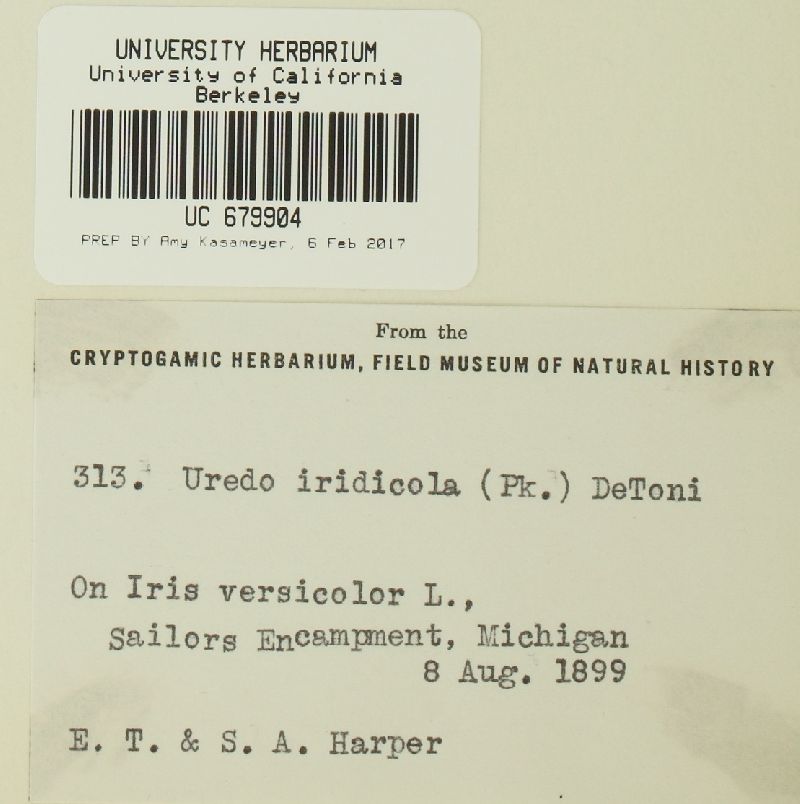 UNIVERSITY HERBARIUM
University of California
Berkeley
UC 679904
PREP BY Amy Kasameyer, 6 Feb 2017
From the
CRYPTOGAMIC HERBARIUM, FIELD MUSEUM OF NATURAL HISTORY
313. Uredo iridicola (Pk.) DeToni
On Iris versicolor L.,
Sailors Encampment, Michigan
8 Aug. 1899
E. T. & S. A. Harper